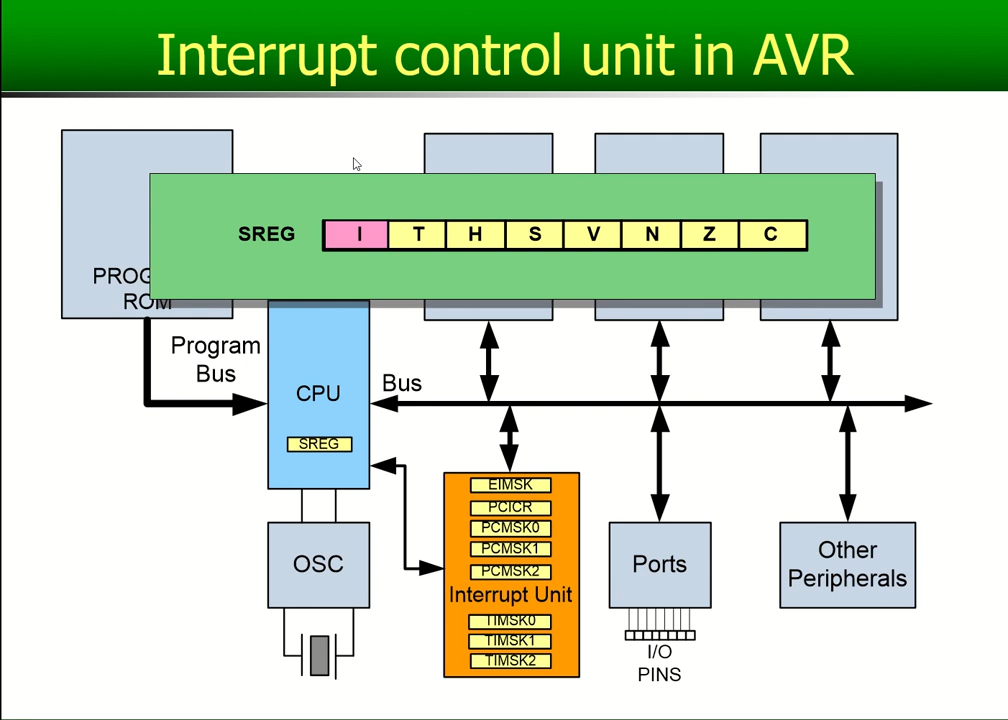 Interrupt control unit in AVR
SREG I T H S V N Z C
ROM
Program
Bus
CPU
Bus
SREG
EIMSK
PCICR
PCMSK0
PCMSK1
PCMSK2
Interrupt Unit
TIMSK0
TIMSK1
TIMSK2
OSC
Ports
I/O
PINS
Other
Peripherals